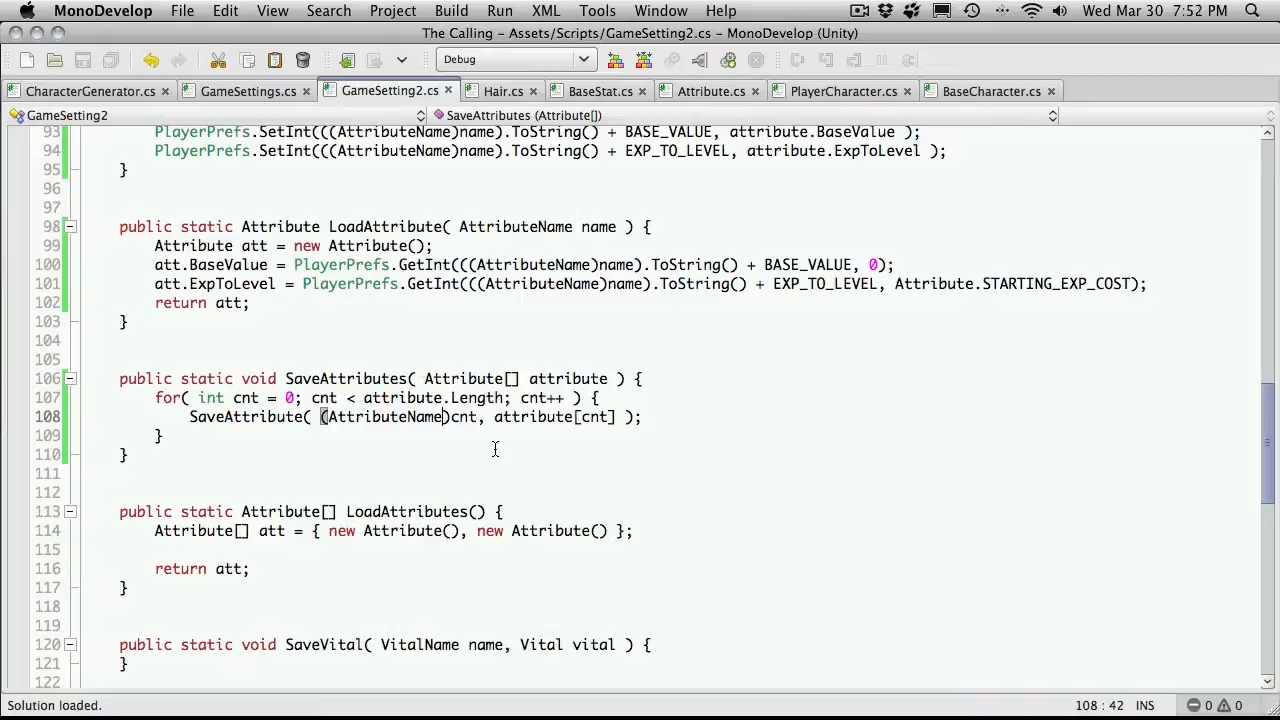 MonoDevelop File Edit View Search Project Build Run XML Tools Window Help Wed Mar 30 7:52 PM
The Calling - Assets/Scripts/GameSetting2.cs - MonoDevelop (Unity)
Debug
CharacterGenerator.cs × GameSettings.cs × GameSetting2.cs × Hair.cs × BaseStat.cs × Attribute.cs × PlayerCharacter.cs × BaseCharacter.cs ×
GameSetting2 SaveAttributes (Attribute[])
93 PlayerPrefs.SetInt(((AttributeName)name).ToString() + BASE_VALUE, attribute.BaseValue );
94 PlayerPrefs.SetInt(((AttributeName)name).ToString() + EXP_TO_LEVEL, attribute.ExpToLevel );
95 }
96
97
98 public static Attribute LoadAttribute( AttributeName name ) {
99 Attribute att = new Attribute();
100 att.BaseValue = PlayerPrefs.GetInt(((AttributeName)name).ToString() + BASE_VALUE, 0);
101 att.ExpToLevel = PlayerPrefs.GetInt(((AttributeName)name).ToString() + EXP_TO_LEVEL, Attribute.STARTING_EXP_COST);
102 return att;
103 }
104
105
106 public static void SaveAttributes( Attribute[] attribute ) {
107 for( int cnt = 0; cnt < attribute.Length; cnt++ ) {
108 SaveAttribute( (AttributeName)cnt, attribute[cnt] );
109 }
110 }
111
112
113 public static Attribute[] LoadAttributes() {
114 Attribute[] att = { new Attribute(), new Attribute() };
115
116 return att;
117 }
118
119
120 public static void SaveVital( VitalName name, Vital vital ) {
121 }
122
Solution loaded. 108 : 42 INS 0 0